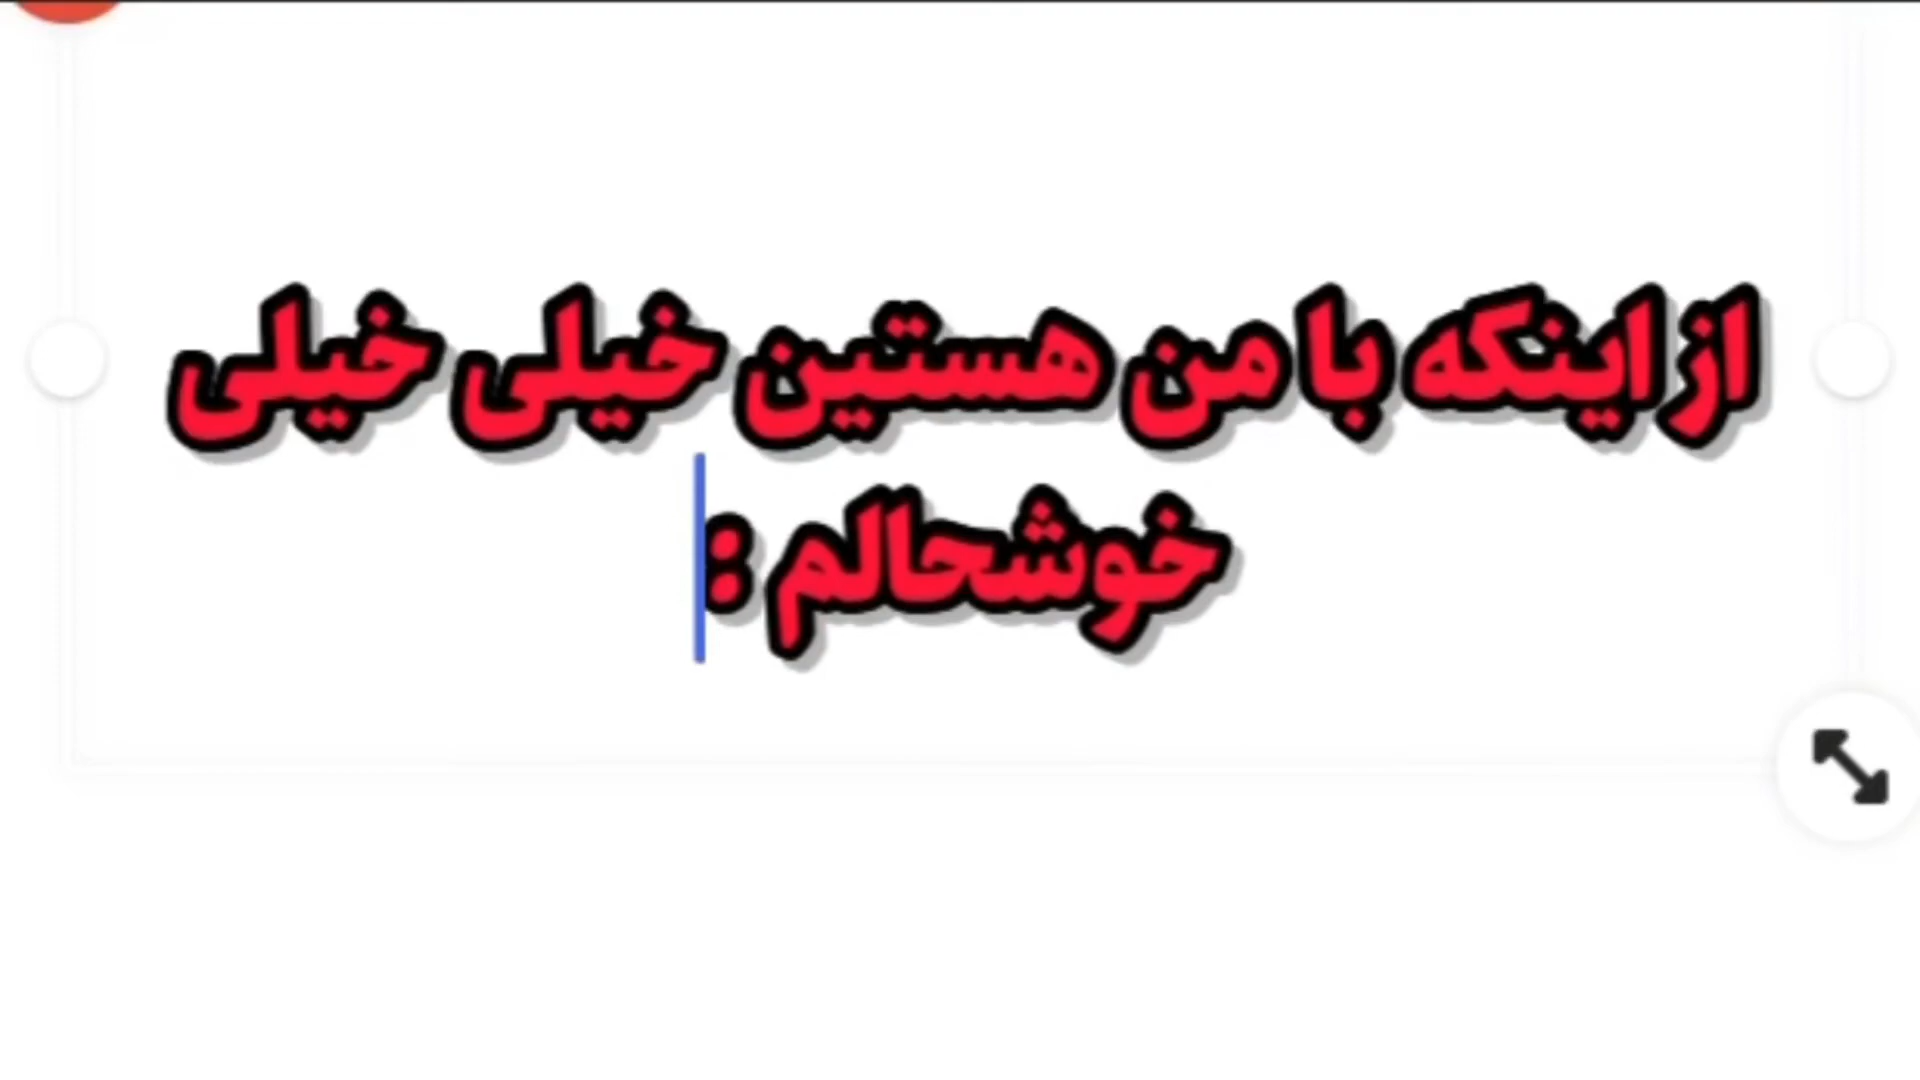 از اینکه با من هستین خیلی خیلی
خوشحالم :